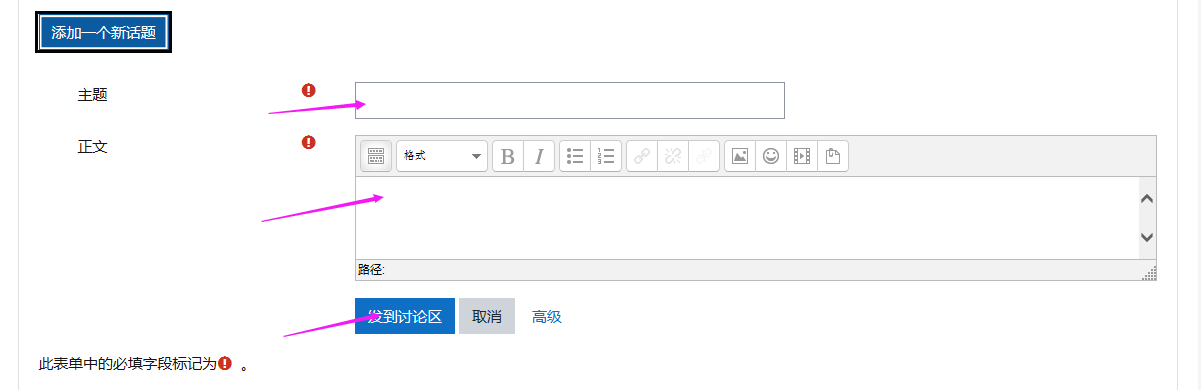 添加一个新话题
主题
正文
格式
B I
路径:
发到讨论区 取消 高级
此表单中的必填字段标记为 。